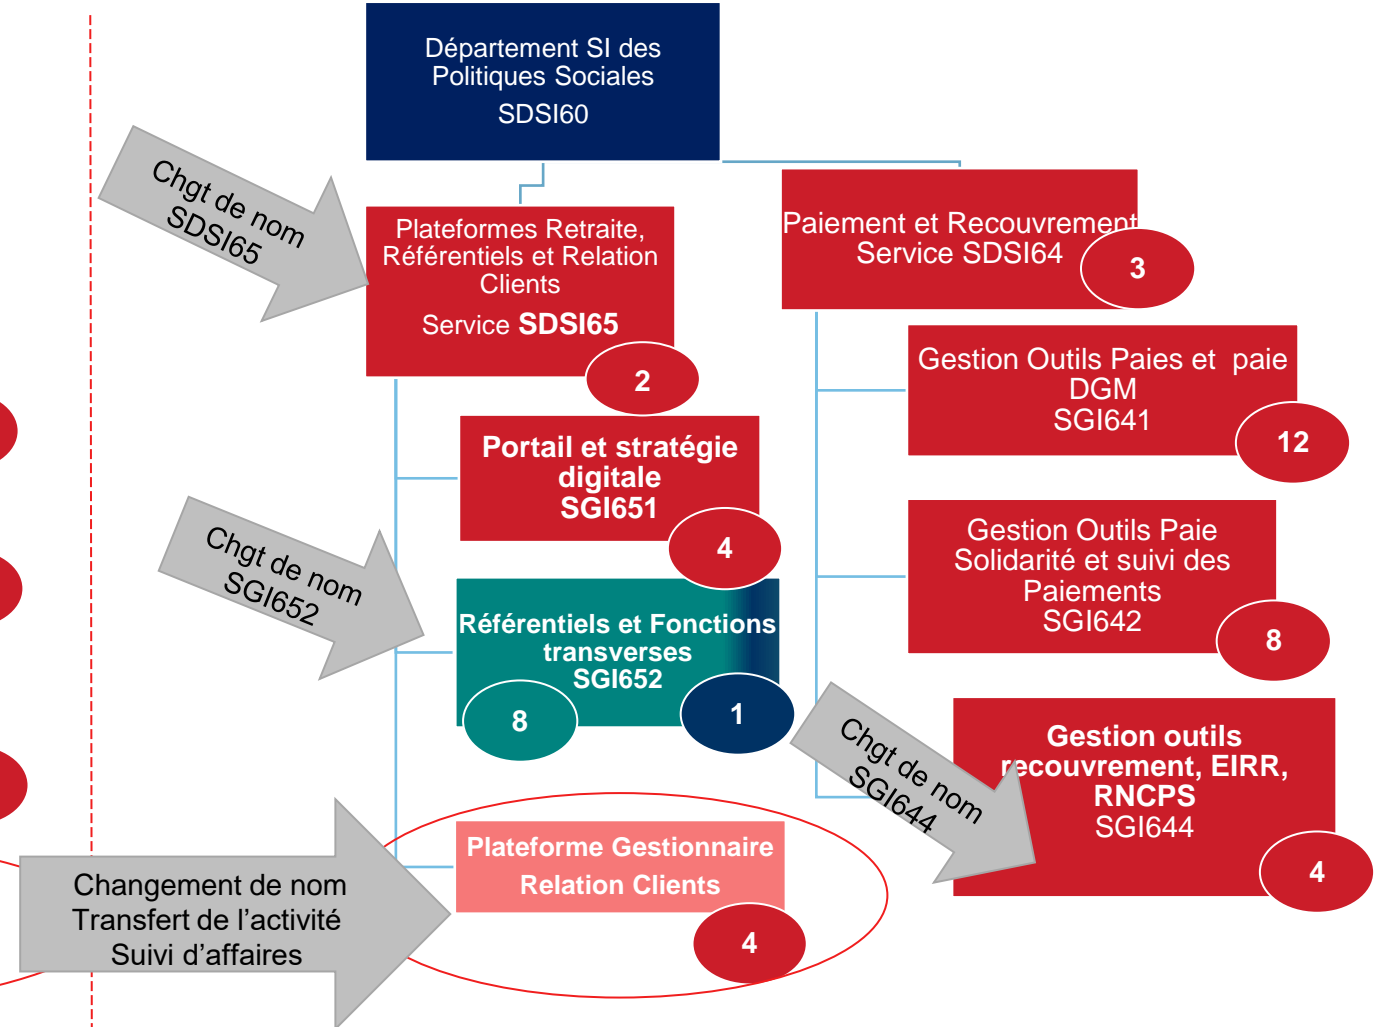 Département SI des
Politiques Sociales
SDSI60
Chgt de nom
SDSI65
Plateformes Retraite,
Référentiels et Relation
Clients
Service SDSI65
2
Paiement et Recouvrement
Service SDSI64
3
Portail et stratégie
digitale
SGI651
4
Gestion Outils Paies et  paie
DGM
SGI641
12
Chgt de nom
SGI652
Référentiels et Fonctions
transverses
SGI652
8
1
Gestion Outils Paie
Solidarité et suivi des
Paiements
SGI642
8
Chgt de nom
SGI644
Gestion outils
recouvrement, EIRR,
RNCPS
SGI644
4
Changement de nom
Transfert de l’activité
Suivi d’affaires
Plateforme Gestionnaire
Relation Clients
4